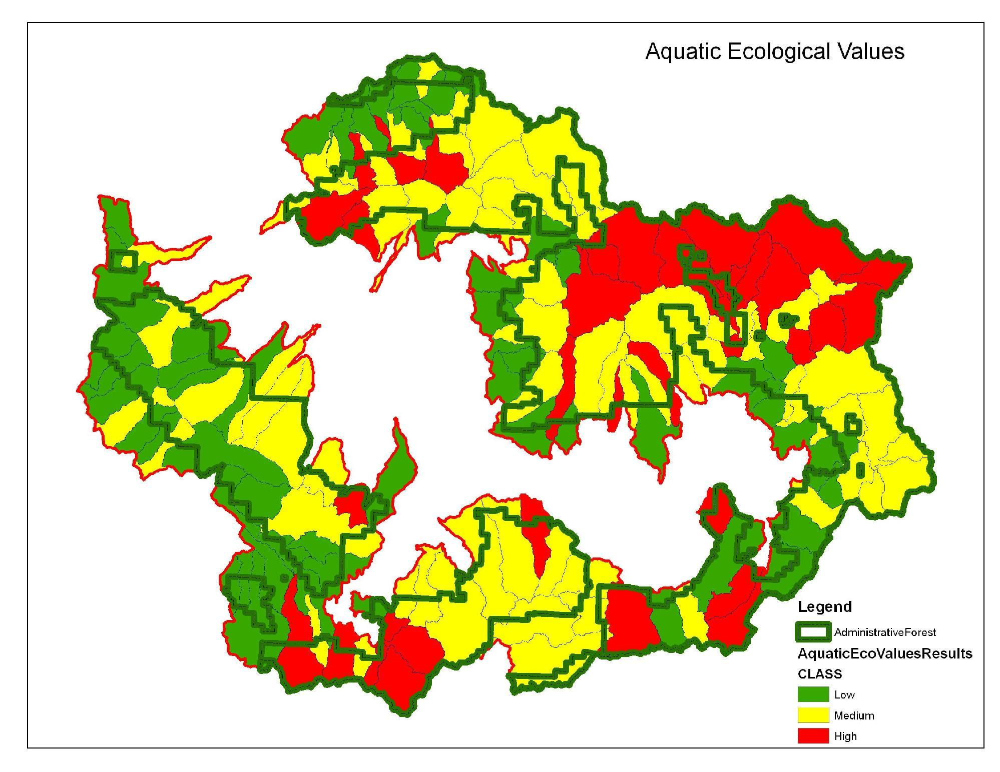 Aquatic Ecological Values
Legend
AdministrativeForest
AquaticEcoValuesResults
CLASS
Low
Medium
High